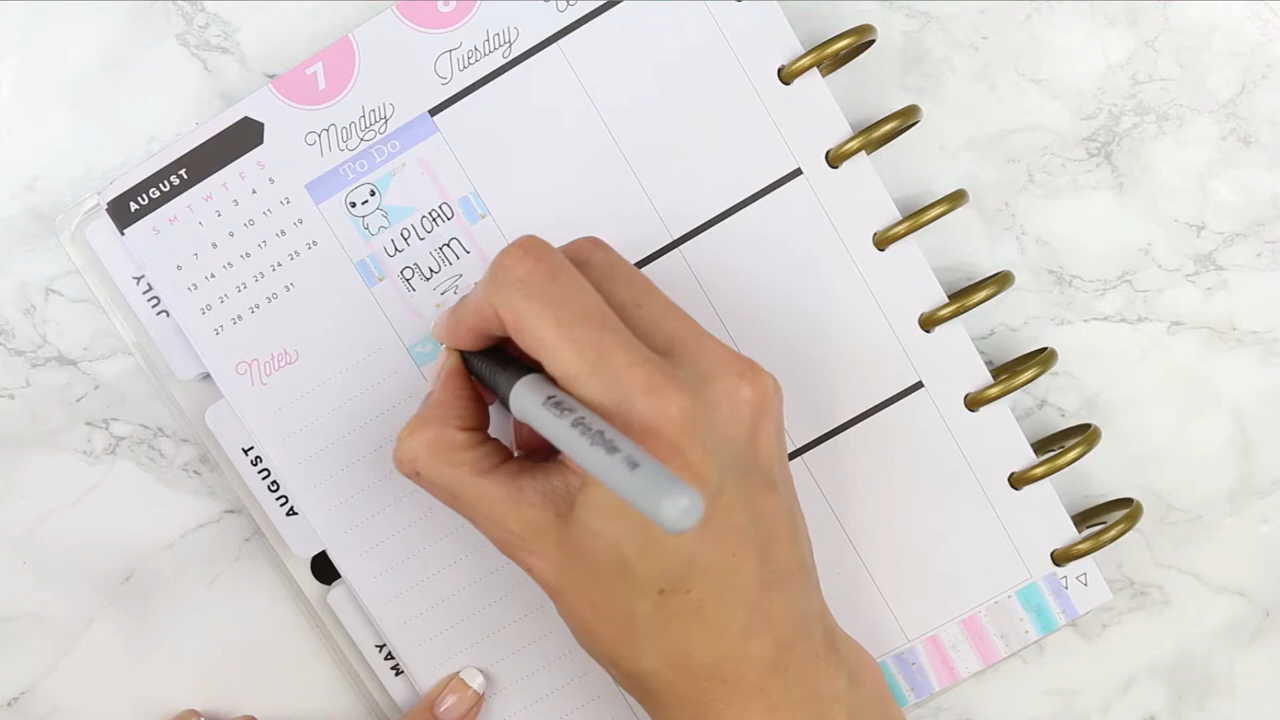 8
7
Tuesday
Monday
To Do
UPLOAD
PWM
AUGUST
S M T W T F S
1 2 3 4 5
6 7 8 9 10 11 12
13 14 15 16 17 18 19
20 21 22 23 24 25 26
27 28 29 30 31
Notes
JULY
AUGUST
MAY